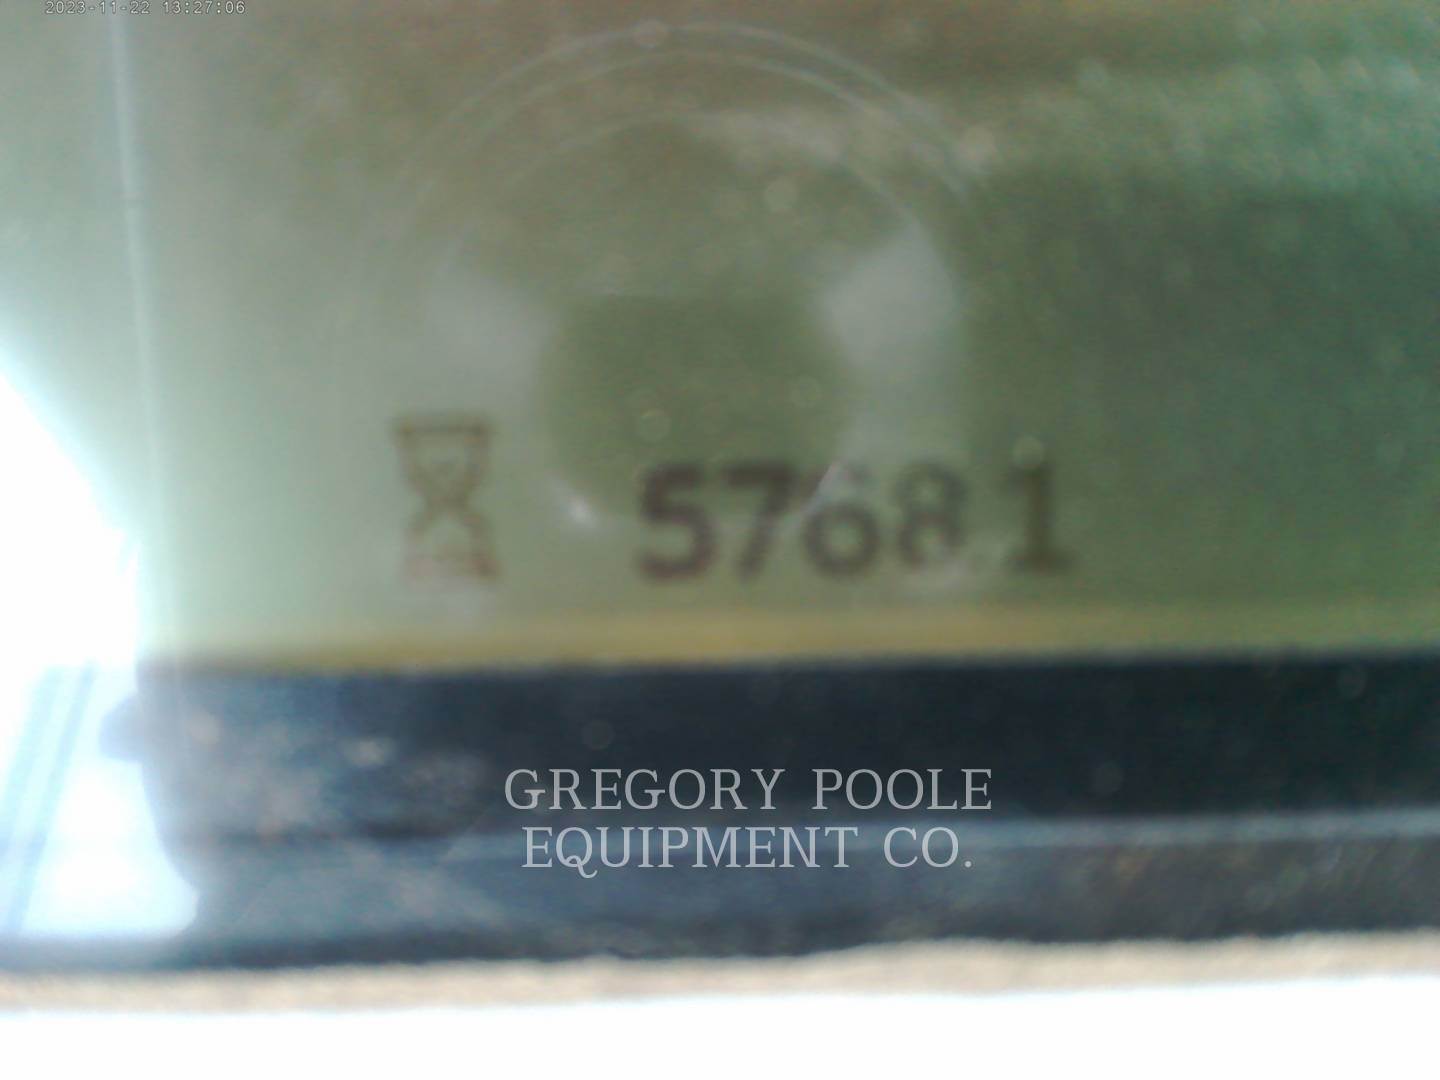 2023-11-22 13:27:06
5768.1
GREGORY POOLE
EQUIPMENT CO.